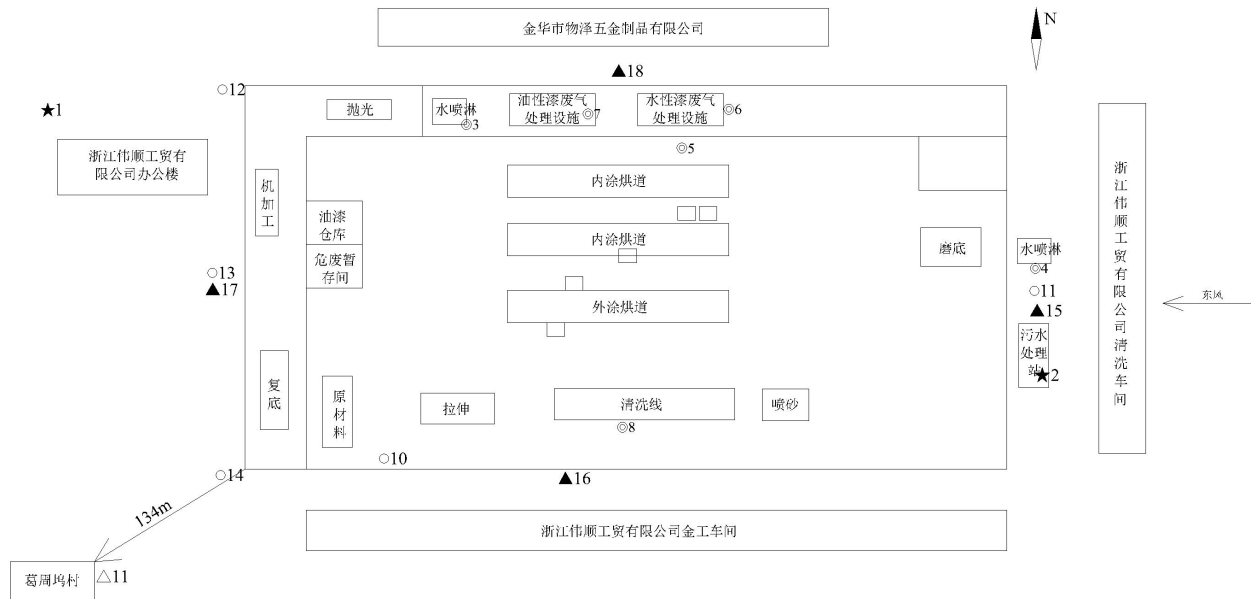 金华市物泽五金制品有限公司
N
▲18
○12
★1
抛光
水喷淋
◎3
油性漆废气
处理设施
◎7
水性漆废气
处理设施
◎6
◎5
浙江伟顺工贸有
限公司办公楼
机加工
内涂烘道
油漆
仓库
内涂烘道
危废暂
存间
磨底
水喷淋
◎4
○13
▲17
○11
▲15
外涂烘道
东风
浙江伟顺工贸有限公司清洗车间
污水
处理
站
★2
复底
原材料
拉伸
清洗线
喷砂
◎8
○10
○14
▲16
134m
浙江伟顺工贸有限公司金工车间
葛周坞村
△11